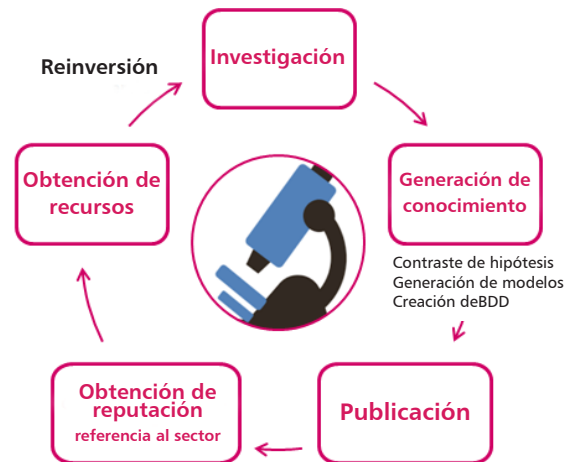 Investigación
Reinversión
Generación de
conocimiento
Contraste de hipótesis
Generación de modelos
Creación deBDD
Publicación
Obtención de
reputación
referencia al sector
Obtención de
recursos